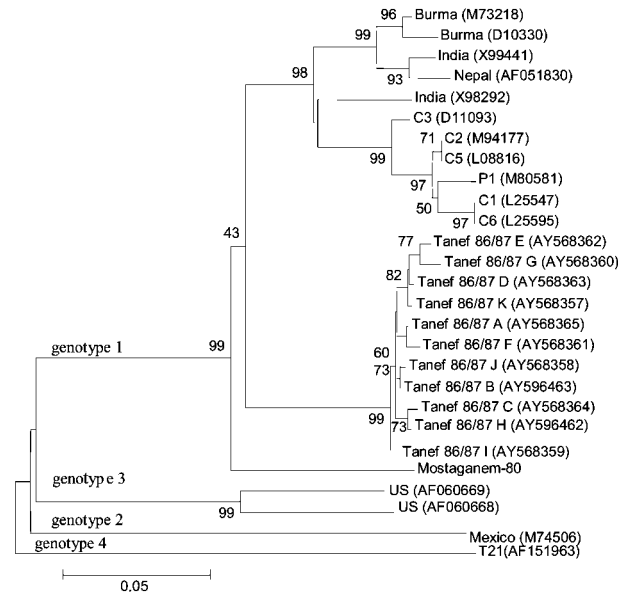 96
Burma (M73218)
99
Burma (D10330)
India (X99441)
93
Nepal (AF051830)
98
India (X98292)
C3 (D11093)
99
71
C2 (M94177)
C5 (L08816)
97
P1 (M80581)
50
C1 (L25547)
97
C6 (L25595)
43
77
Tanef 86/87 E (AY568362)
Tanef 86/87 G (AY568360)
82
Tanef 86/87 D (AY568363)
Tanef 86/87 K (AY568357)
Tanef 86/87 A (AY568365)
Tanef 86/87 F (AY568361)
genotype 1
99
60
73
Tanef 86/87 J (AY568358)
Tanef 86/87 B (AY596463)
Tanef 86/87 C (AY568364)
99
73
Tanef 86/87 H (AY596462)
Tanef 86/87 I (AY568359)
Mostaganem-80
genotype 3
US (AF060669)
99
US (AF060668)
genotype 2
Mexico (M74506)
genotype 4
T21(AF151963)
0,05